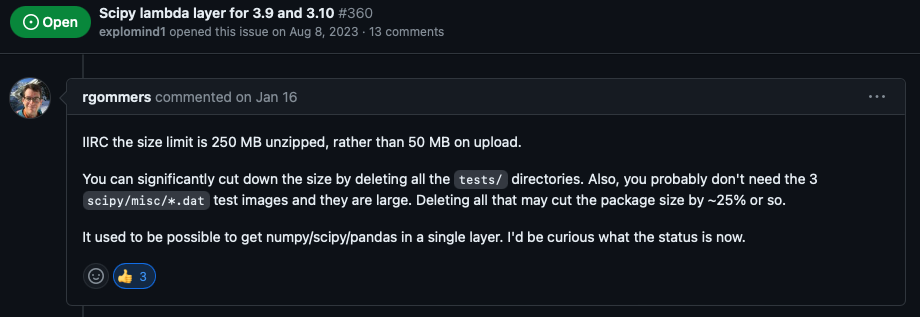 Open
Scipy lambda layer for 3.9 and 3.10 #360
explomind1 opened this issue on Aug 8, 2023 · 13 comments
rgommers commented on Jan 16
IIRC the size limit is 250 MB unzipped, rather than 50 MB on upload.
You can significantly cut down the size by deleting all the tests/ directories. Also, you probably don't need the 3
scipy/misc/*.dat test images and they are large. Deleting all that may cut the package size by ~25% or so.
It used to be possible to get numpy/scipy/pandas in a single layer. I'd be curious what the status is now.
3